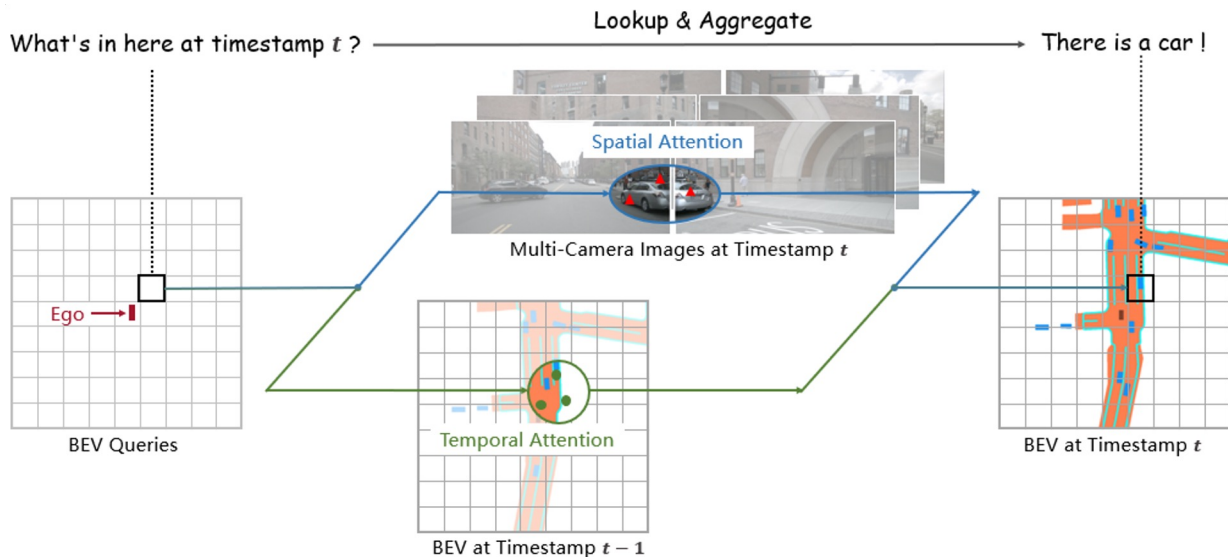 Lookup & Aggregate
What's in here at timestamp t ?
There is a car !
Spatial Attention
Multi-Camera Images at Timestamp t
Ego
BEV Queries
Temporal Attention
BEV at Timestamp t
BEV at Timestamp t − 1